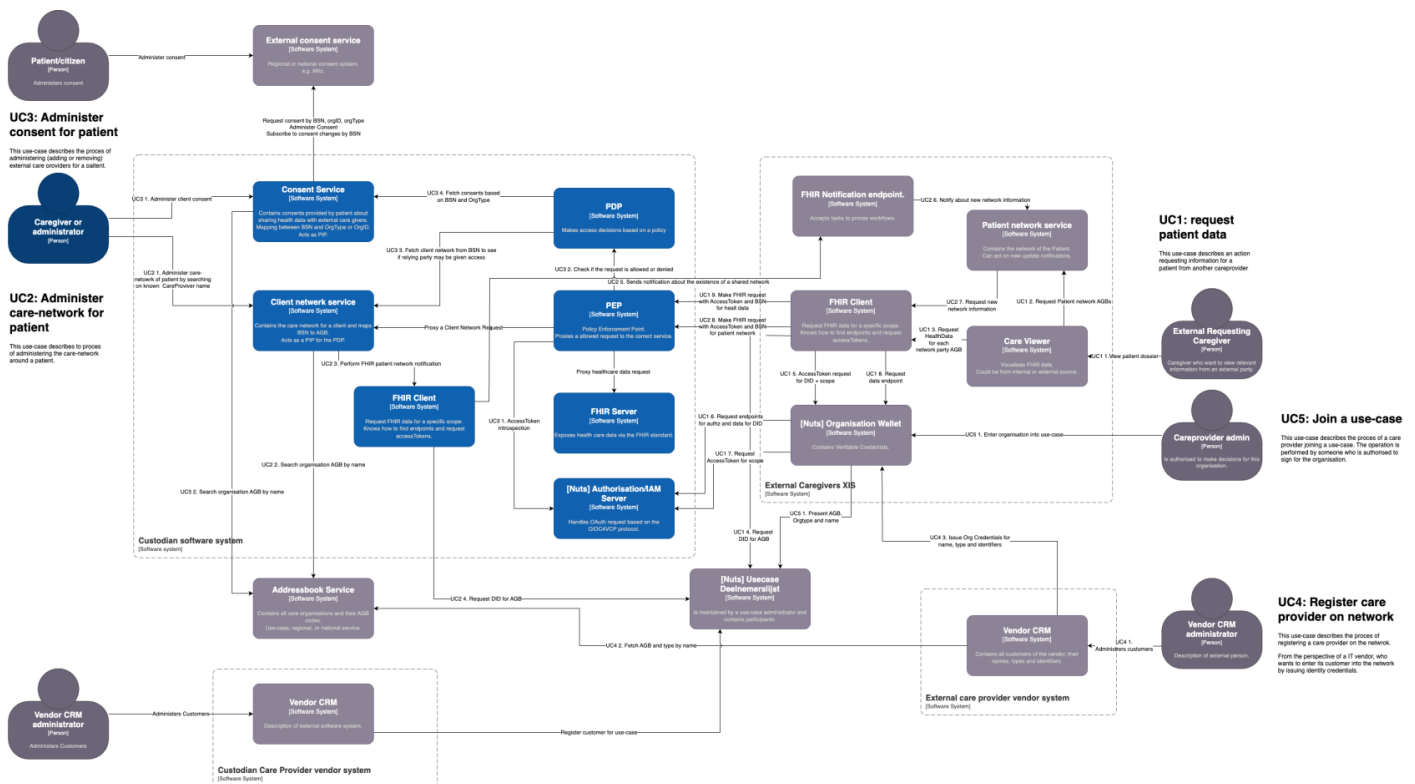 Patient/citizen
[Person]
Administers consent
Administer consent
External consent service
[Software System]
Regional or national consent system,
e.g. Mitz.
UC3: Administer
consent for patient
This use-case describes the proces of
administering (adding or removing)
external care providers for a patient.
Request consent by BSN, orgID, orgType
Administer Consent
Subscribe to consent changes by BSN
Caregiver or
administrator
[Person]
UC3 1. Administer client consent
UC2 1. Administer care-
network of patient by searching
on known CareProviver name
UC2: Administer
care-network for
patient
This use-case describes to proces
of administering the care-network
around a patient.
Consent Service
[Software System]
Contains consents provided by patient about
sharing health data with external care givers.
Mapping between BSN and OrgType or OrgID.
Acts as PIP.
UC3 4. Fetch consents based
on BSN and OrgType
PDP
[Software System]
Makes access decisions based on a policy
UC3 3. Fetch client network from BSN to see
if relying party may be given access
UC3 2. Check if the request is allowed or denied
UC2 5. Sends notification about the existence of a shared network
Client network service
[Software System]
Contains the care network for a client and maps
BSN to AGB.
Acts as a PIP for the PDP.
Proxy a Client Network Request
PEP
[Software System]
Policy Enforcement Point.
Proxies a allowed request to the correct service.
UC1 9. Make FHIR request
with AccessToken and BSN
for healt data
UC2 8. Make FHIR request
with AccessToken and BSN
for patient network
UC2 3. Perform FHIR patient network notification
Proxy healthcare data request
FHIR Client
[Software System]
Request FHIR data for a specific scope.
Knows how to find endpoints and request
accessTokens.
FHIR Server
[Software System]
Exposes health care data via the FHIR standard.
UC3 1. AccessToken
introspection
UC2 2. Search organisation AGB by name
UC3 2. Search organisation AGB by name
[Nuts] Authorisation/IAM
Server
[Software System]
Handles OAuth request based on the
OIDC4VCP protocol.
Custodian software system
[Software system]
FHIR Notification endpoint.
[Software System]
Accepts tasks to proces workflows.
UC2 6. Notify about new network information
Patient network service
[Software System]
Contains the network of the Patient.
Can act on new update notifications.
FHIR Client
[Software System]
Request FHIR data for a specific scope.
Knows how to find endpoints and request
accessTokens.
UC2 7. Request new
network information
UC1 2. Request Patient network AGBs
UC1 3. Request
HealthData
for each
network party AGB
Care Viewer
[Software System]
Visualises FHIR data.
Could be from internal or external source
UC1 1.View patient dossier
UC1: request
patient data
This use-case describes an action
requesting information for a
patient from another careprovider
External Requesting
Caregiver
[Person]
Caregiver who want to view relevant
information from an external party.
UC1 5. AccessToken request
for DID + scope
UC1 8. Request
data endpoint
UC1 6. Request endpoints
for authz and data for DID
UC1 7. Request
AccessToken for scope
[Nuts] Organisation Wallet
[Software System]
Contains Verifiable Credentials.
UC5 1. Enter organisation into use-case
Careprovider admin
[Person]
Is authorised to make decisions for this
organisation.
UC5: Join a use-case
This use-case describes the proces of a care
provider joining a use-case. The operation is
performed by someone who is authorised to
sign for the organisation.
External Caregivers XIS
[Software System]
UC5 1. Present AGB,
Orgtype and name
UC1 4. Request
DID for AGB
UC4 3. Issue Org Credentials for
name, type and identifiers
Addressbook Service
[Software System]
Contains all care organisations and their AGB
codes.
Use-case, regional, or national service.
UC2 4. Request DID for AGB
[Nuts] Usecase
Deelnemerslijst
[Software System]
Is maintained by a use-case administrator and
contains participants.
UC4 2. Fetch AGB and type by name
Vendor CRM
[Software System]
Contains all customers of the vendor, their
names, types and identifiers.
UC4 1.
Administers customers
Vendor CRM
administrator
[Person]
Description of external person.
UC4: Register care
provider on network
This use-case describes the proces of
registering a care provider on the network.
From the perspective of a IT vendor, who
wants to enter its customer into the network
by issuing identity credentials.
External care provider vendor system
[Software System]
Vendor CRM
administrator
[Person]
Administers Customers
Administers Customers
Vendor CRM
[Software System]
Description of external software system.
Register customer for use-case
Custodian Care Provider vendor system
[Software System]